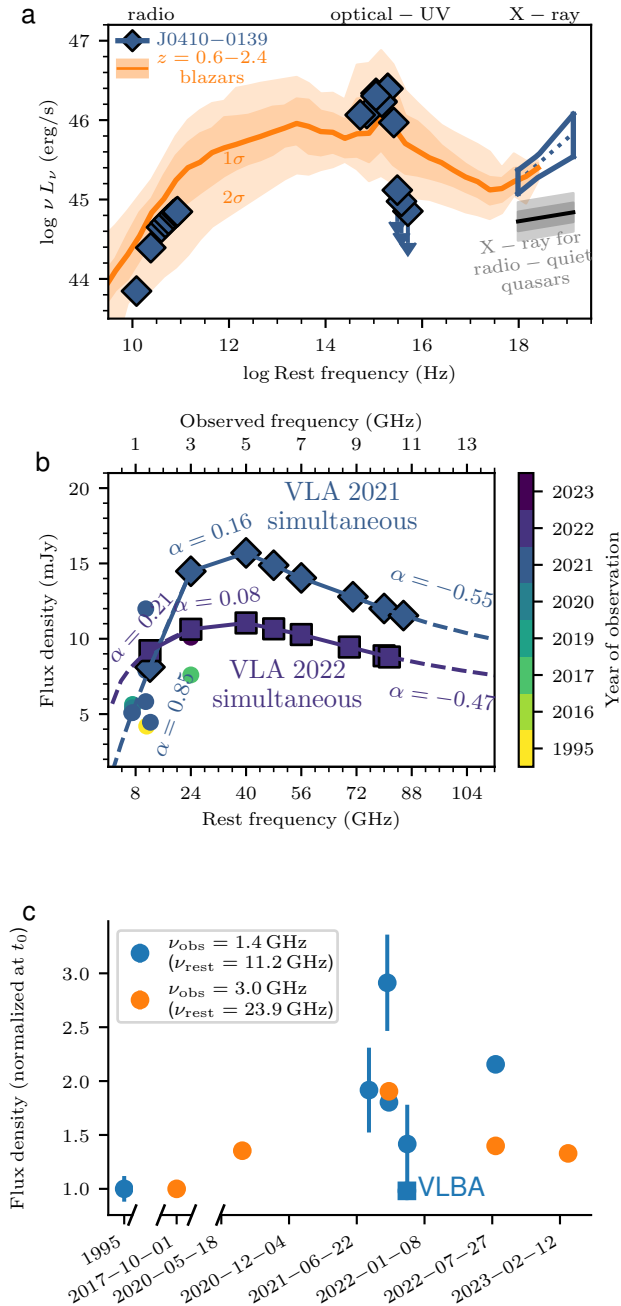 a
radio
optical − UV
X − ray
J0410−0139
z = 0.6−2.4
blazars
47
46
45
44
log ν L_ν (erg/s)
1σ
2σ
X − ray for
radio − quiet
quasars
10
12
14
16
18
log Rest frequency (Hz)
b
Observed frequency (GHz)
1
3
5
7
9
11
13
VLA 2021
simultaneous
20
15
10
5
Flux density (mJy)
α = 0.16
α = −0.55
α = 0.21
α = 0.08
VLA 2022
simultaneous
α = 0.85
α = −0.47
8
24
40
56
72
88
104
Rest frequency (GHz)
2023
2022
2021
2020
2019
2017
2016
1995
Year of observation
c
ν_obs = 1.4 GHz
(ν_rest = 11.2 GHz)
ν_obs = 3.0 GHz
(ν_rest = 23.9 GHz)
3.0
2.5
2.0
1.5
1.0
Flux density (normalized at t_0)
VLBA
1995
2017−10−01
2020−05−18
2020−12−04
2021−06−22
2022−01−08
2022−07−27
2023−02−12